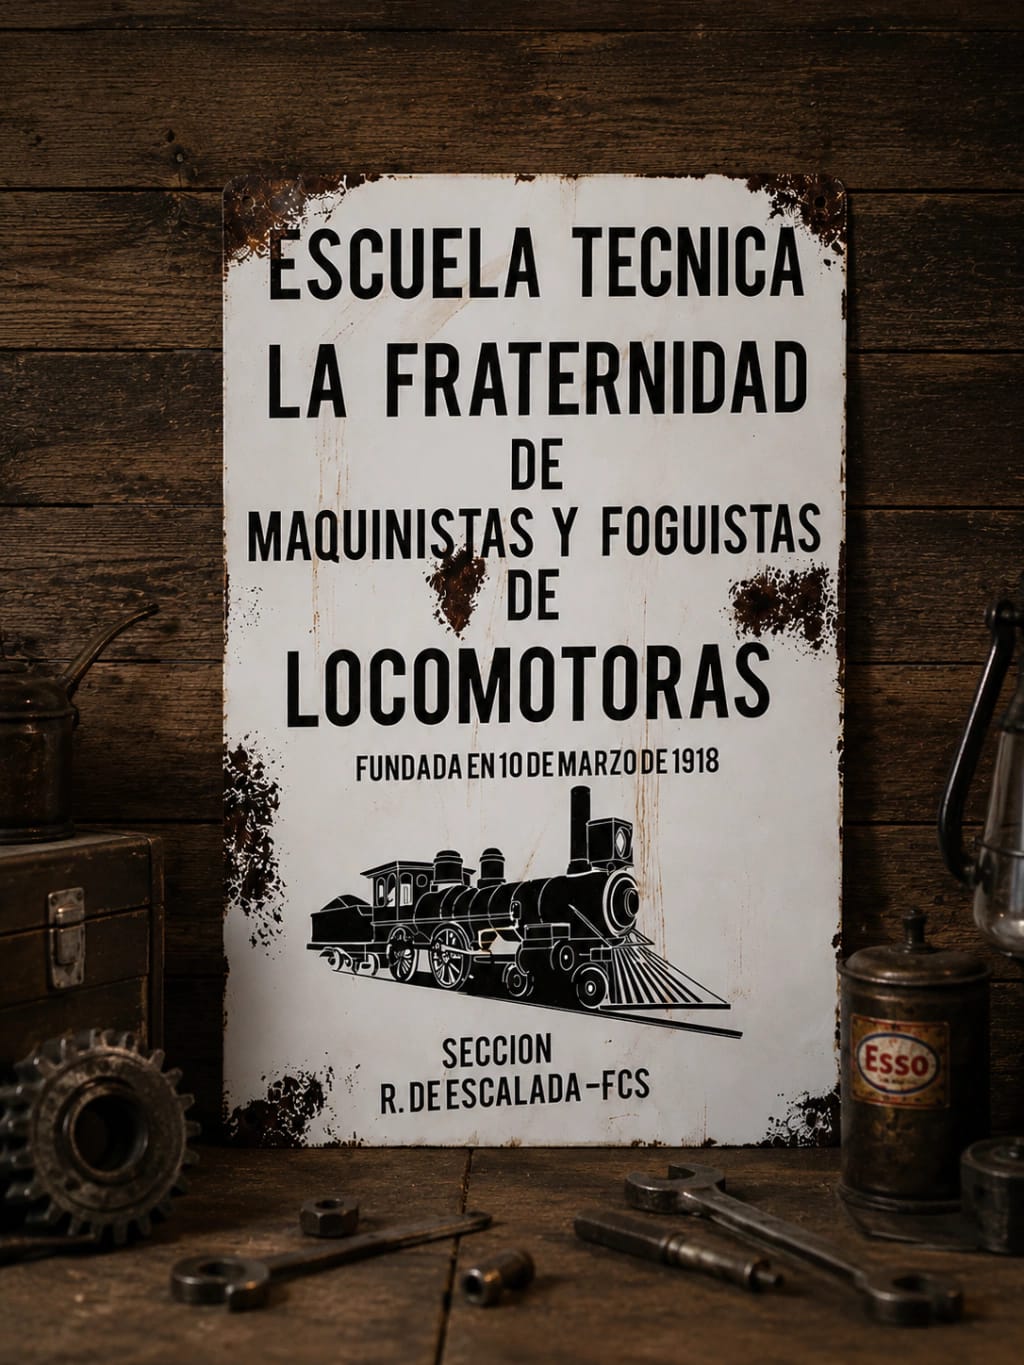 ESCUELA TECNICA
LA FRATERNIDAD
DE
MAQUINISTAS Y FOGUISTAS
DE
LOCOMOTORAS
FUNDADA EN 10 DE MARZO DE 1918
SECCION
R. DE ESCALADA-FCS
Esso